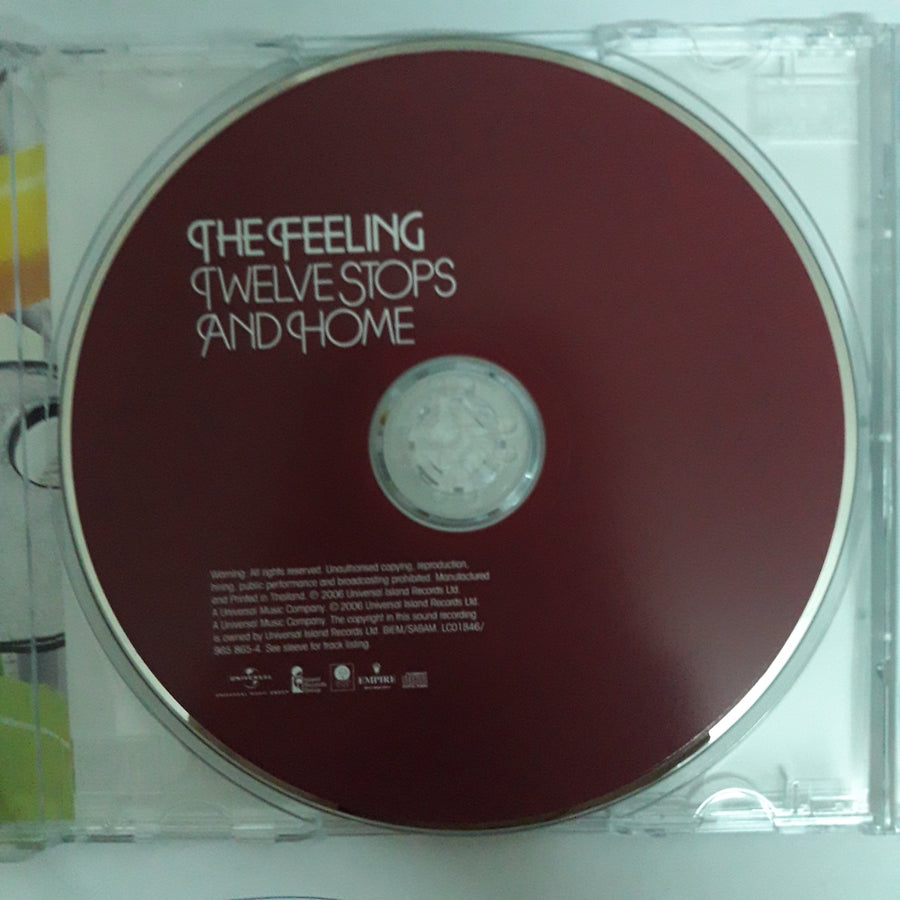 THE FEELING
TWELVE STOPS
AND HOME
Warning: All rights reserved. Unauthorised copying, reproduction,
hiring, public performance and broadcasting prohibited. Manufactured
and Printed in Thailand. ℗ 2006 Universal Island Records Ltd.
A Universal Music Company. © 2006 Universal Island Records Ltd.
A Universal Music Company. The copyright in this sound recording
is owned by Universal Island Records Ltd. BIEM/SABAM. LC01846/
985 865-4. See sleeve for track listing.
UNIVERSAL
EMPIRE